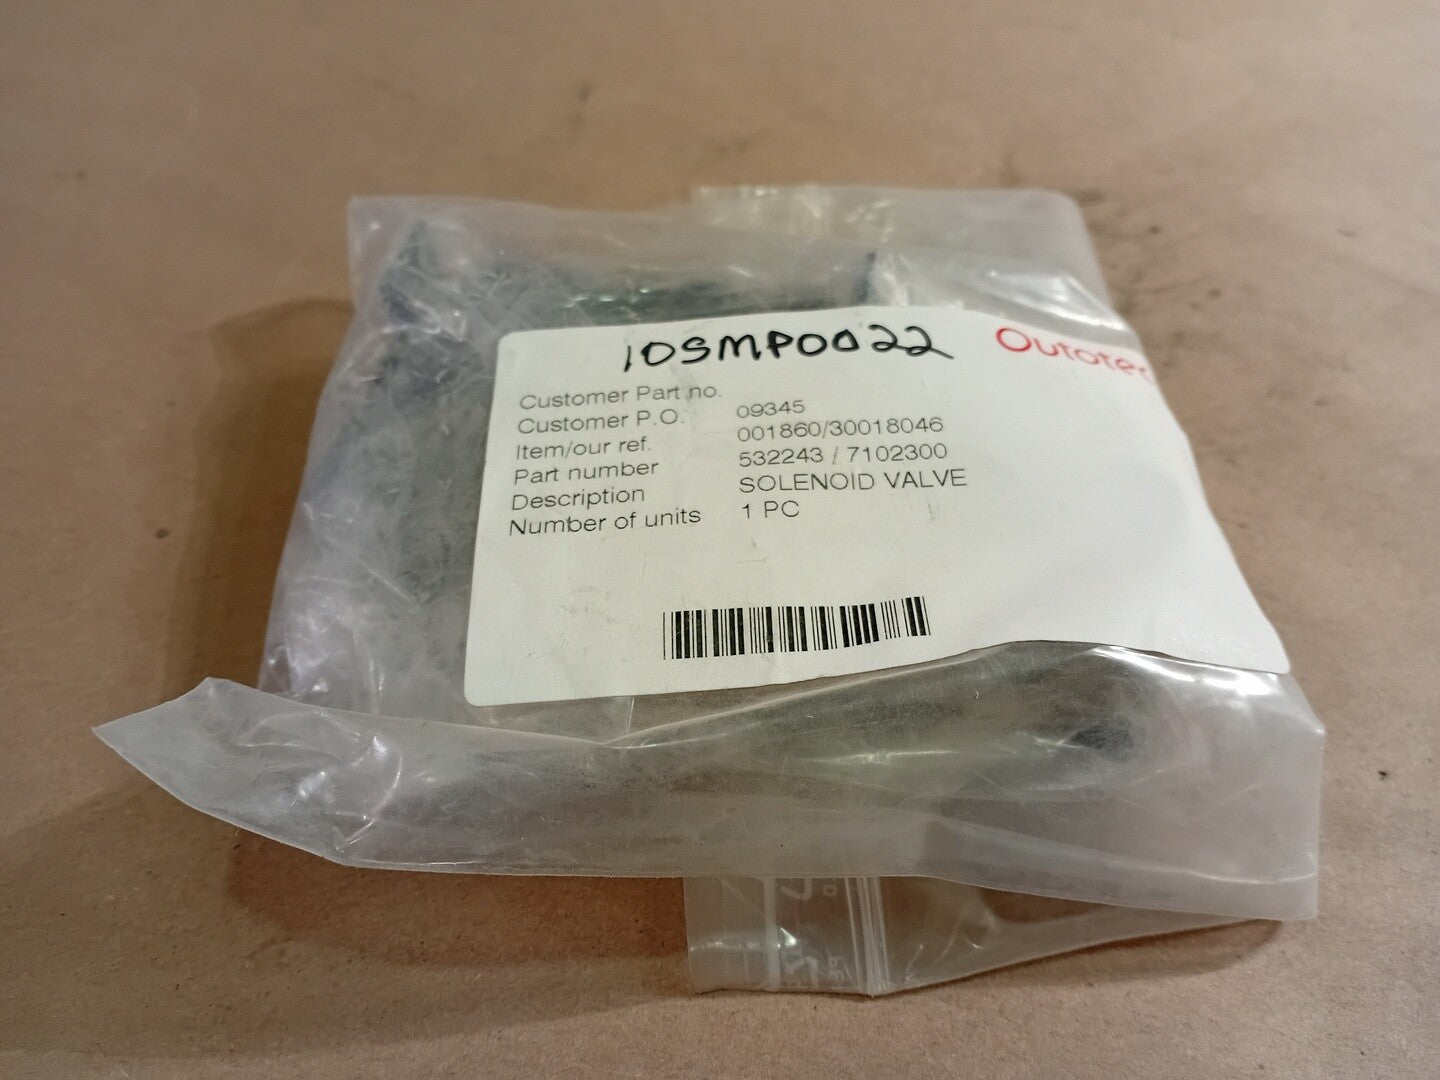 10SMP0022
Outotec
Customer Part no.
Customer P.O. 09345
Item/our ref. 001860/30018046
Part number 532243 / 7102300
Description SOLENOID VALVE
Number of units 1 PC